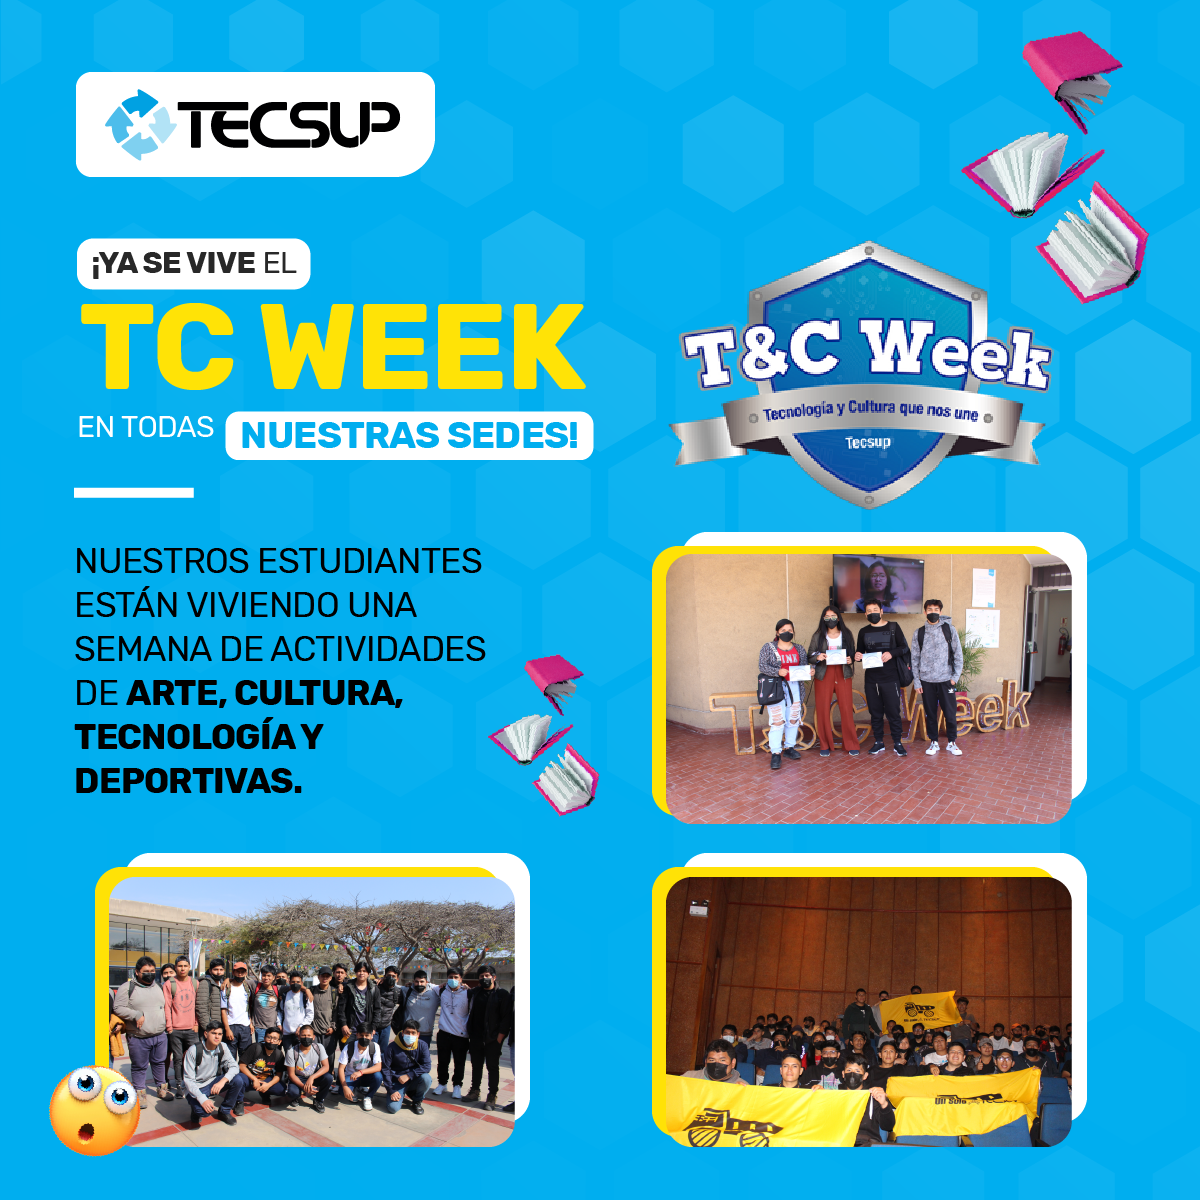 TECSUP
¡YA SE VIVE EL
TC WEEK
EN TODAS NUESTRAS SEDES!
T&C Week
Tecnología y Cultura que nos une
Tecsup
NUESTROS ESTUDIANTES
ESTÁN VIVIENDO UNA
SEMANA DE ACTIVIDADES
DE ARTE, CULTURA,
TECNOLOGÍA Y
DEPORTIVAS.
PINK
T&C Week